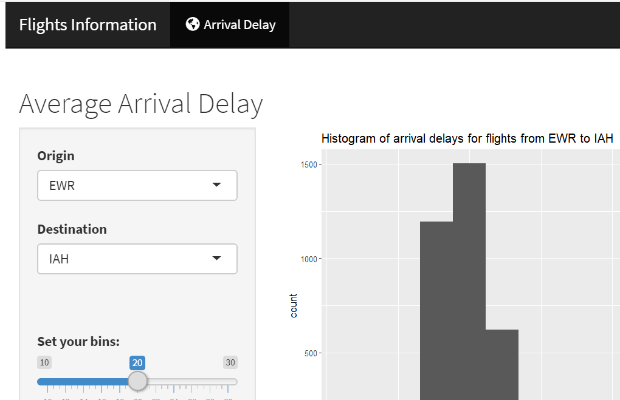 Flights Information
Arrival Delay
Average Arrival Delay
Origin
EWR
Destination
IAH
Set your bins:
10 20 30
Histogram of arrival delays for flights from EWR to IAH
1500
1000
500
count